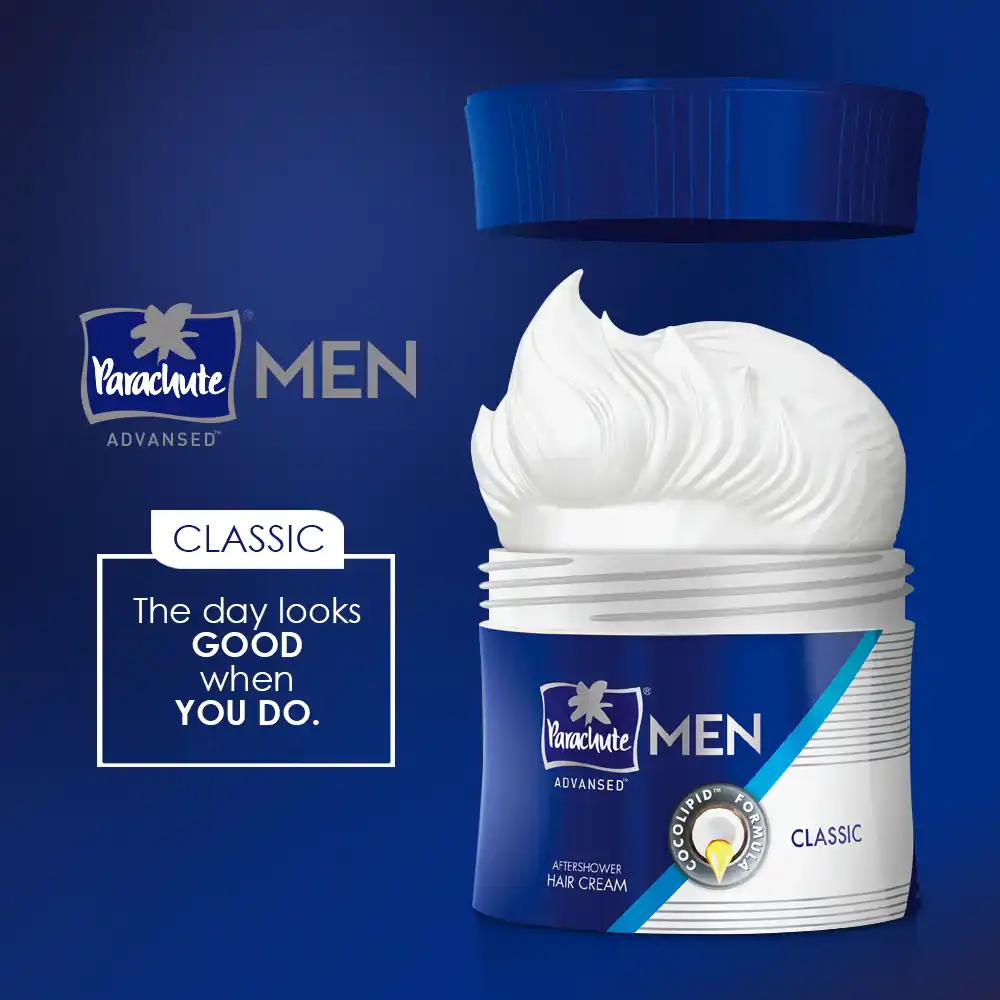 Parachute®
MEN
ADVANSED™
CLASSIC
The day looks
GOOD
when
YOU DO.
Parachute®
MEN
ADVANSED™
COCOLIPID™ FORMULA
CLASSIC
AFTERSHOWER
HAIR CREAM